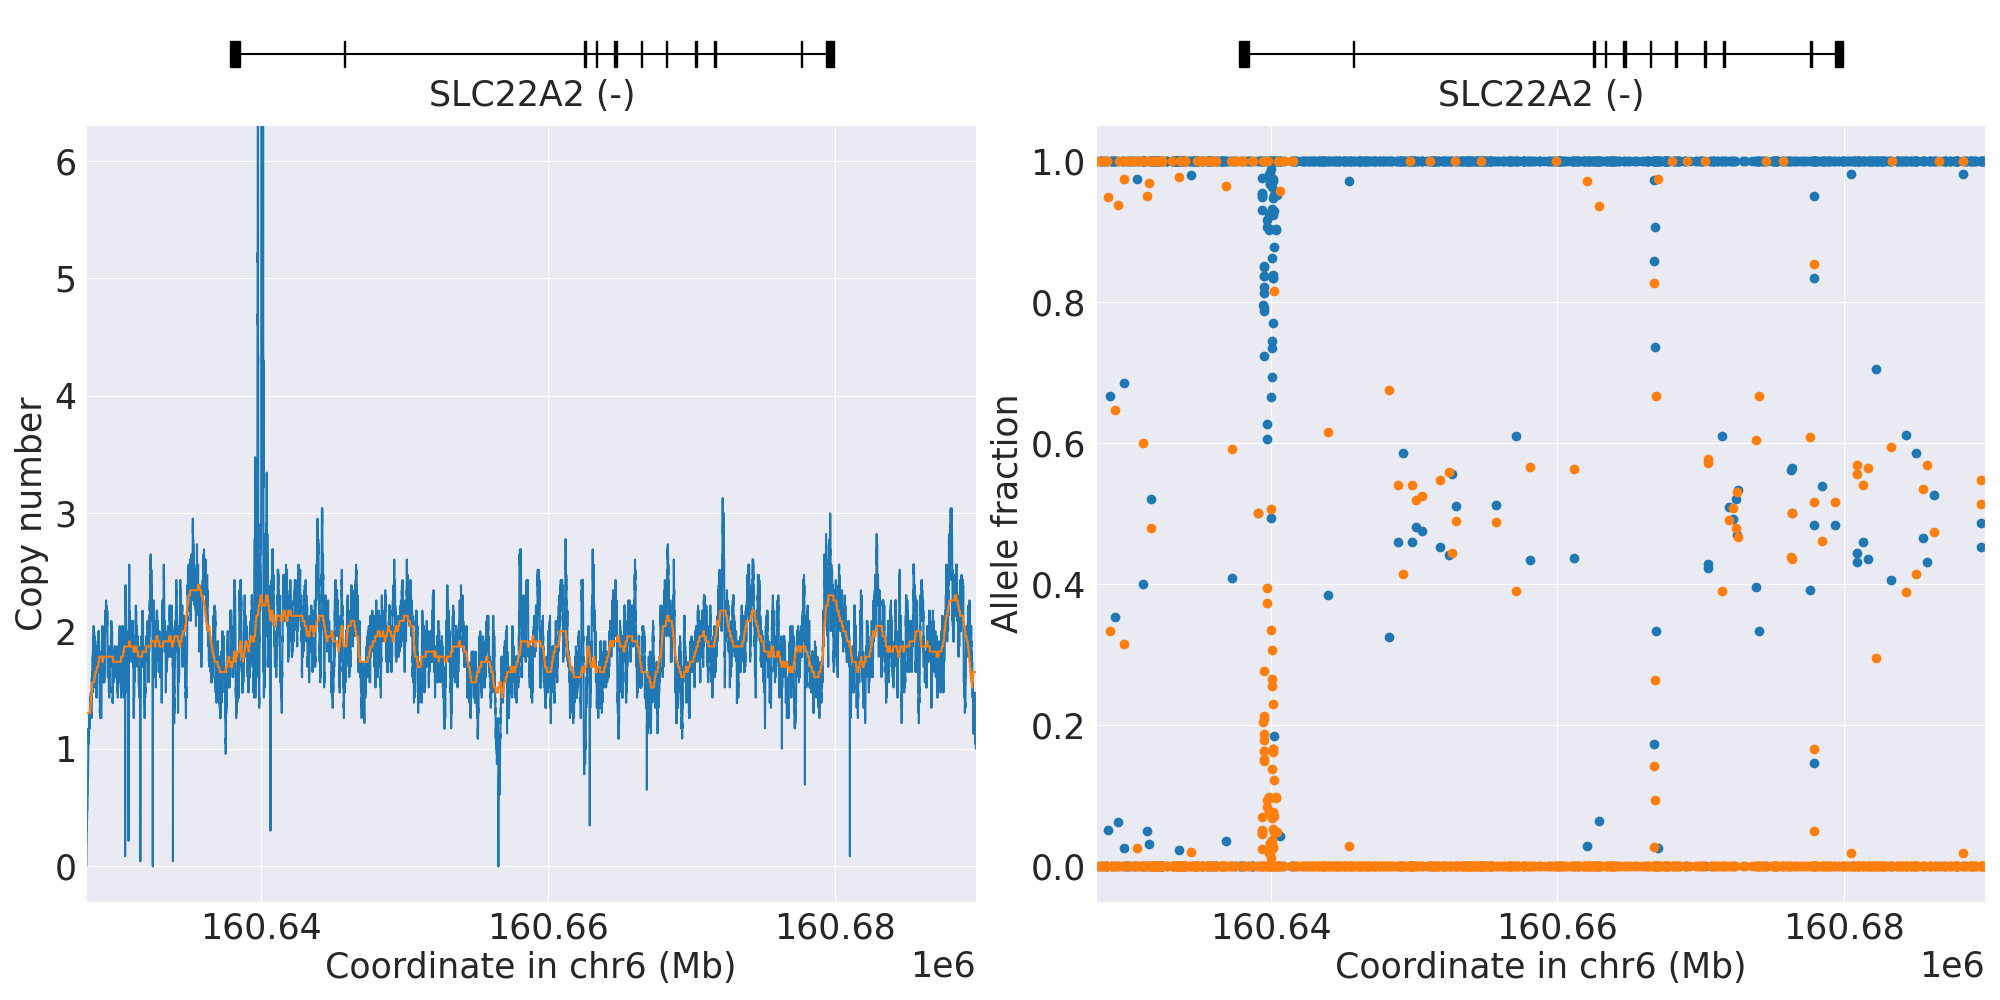 SLC22A2 (-)
6
5
4
3
2
1
0
Copy number
160.64 160.66 160.68
Coordinate in chr6 (Mb) 1e6
SLC22A2 (-)
1.0
0.8
0.6
0.4
0.2
0.0
Allele fraction
160.64 160.66 160.68
Coordinate in chr6 (Mb) 1e6